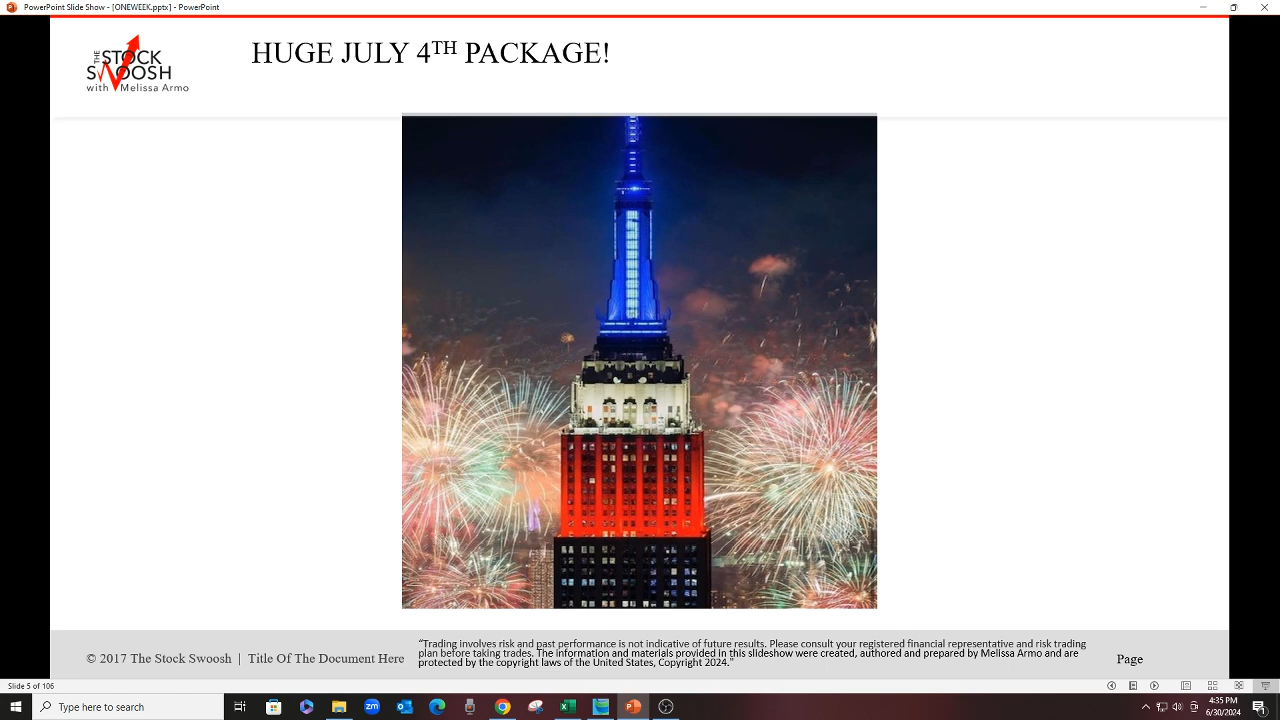 PowerPoint Slide Show - [ONEWEEK.pptx] - PowerPoint
THE
STOCK
SWOOSH
with Melissa Armo
HUGE JULY 4TH PACKAGE!
© 2017 The Stock Swoosh | Title Of The Document Here
"Trading involves risk and past performance is not indicative of future results. Please consult your registered financial representative and risk trading
plan before taking trades. The information and materials provided in this slideshow were created, authored and prepared by Melissa Armo and are
protected by the copyright laws of the United States, Copyright 2024."
Page
Slide 5 of 106
Type here to search
4:35 PM
6/30/2024